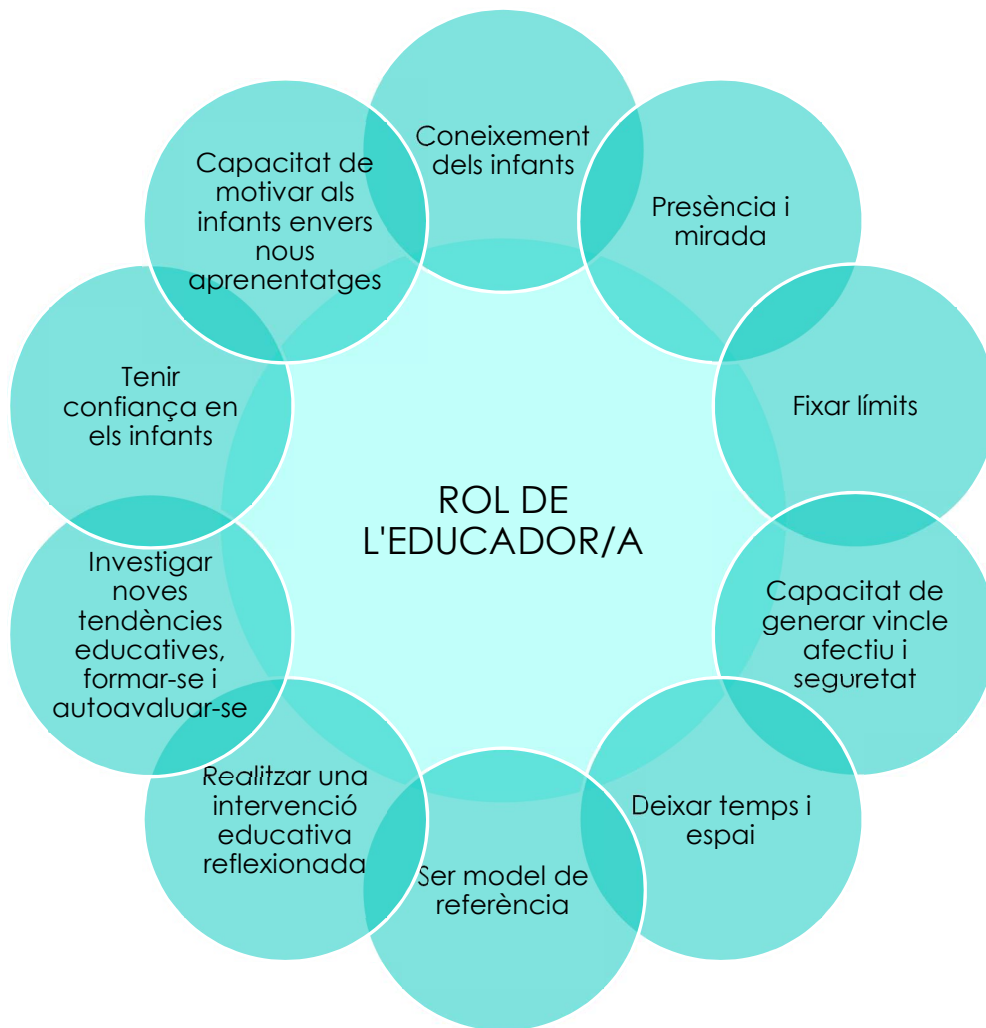 Coneixement
dels infants
Presència i
mirada
Fixar límits
Capacitat de
generar vincle
afectiu i
seguretat
Deixar temps i
espai
Ser model de
referència
Realitzar una
intervenció
educativa
reflexionada
Investigar
noves
tendències
educatives,
formar-se i
autoavaluar-se
Tenir
confiança en
els infants
Capacitat de
motivar als
infants envers
nous
aprenentatges
ROL DE
L'EDUCADOR/A